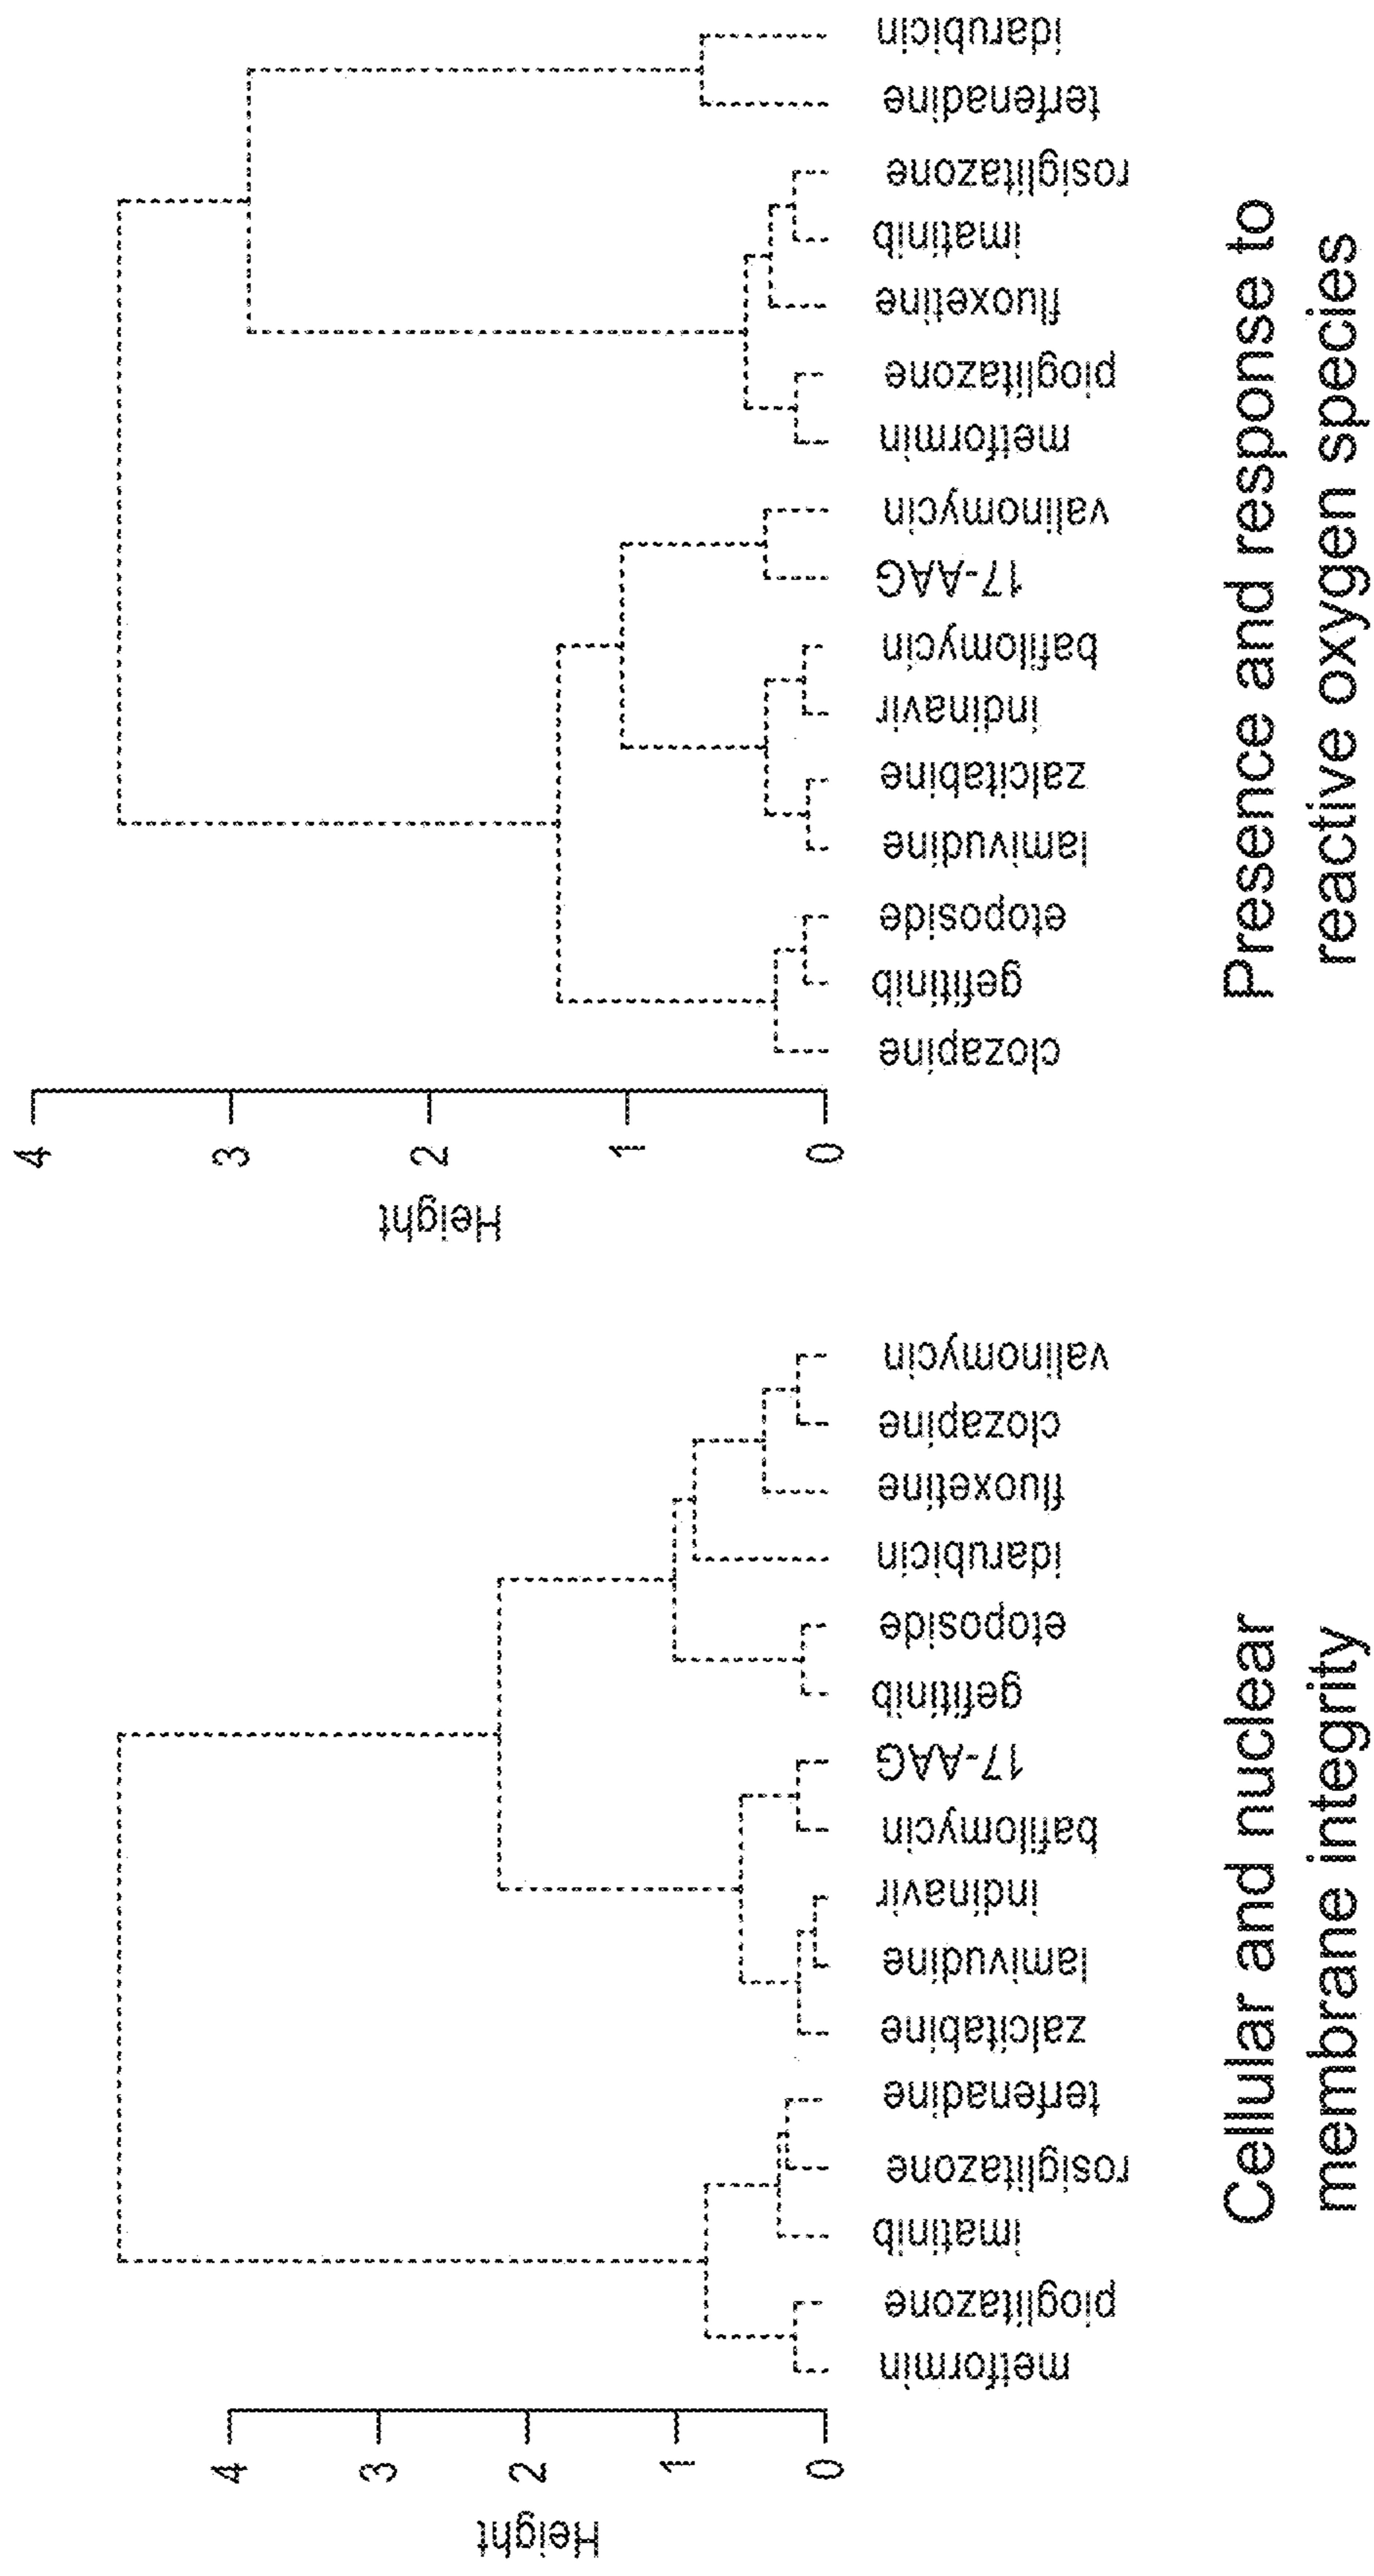 Height
4
3
2
1
0
metformin
pioglitazone
imatinib
rosiglitazone
terfenadine
zalcitabine
lamivudine
indinavir
bafilomycin
17-AAG
gefitinib
etoposide
idarubicin
fluoxetine
clozapine
valinomycin
Cellular and nuclear
membrane integrity
Height
4
3
2
1
0
clozapine
gefitinib
etoposide
lamivudine
zalcitabine
indinavir
bafilomycin
17-AAG
valinomycin
metformin
pioglitazone
fluoxetine
imatinib
rosiglitazone
terfenadine
idarubicin
Presence and response to
reactive oxygen species